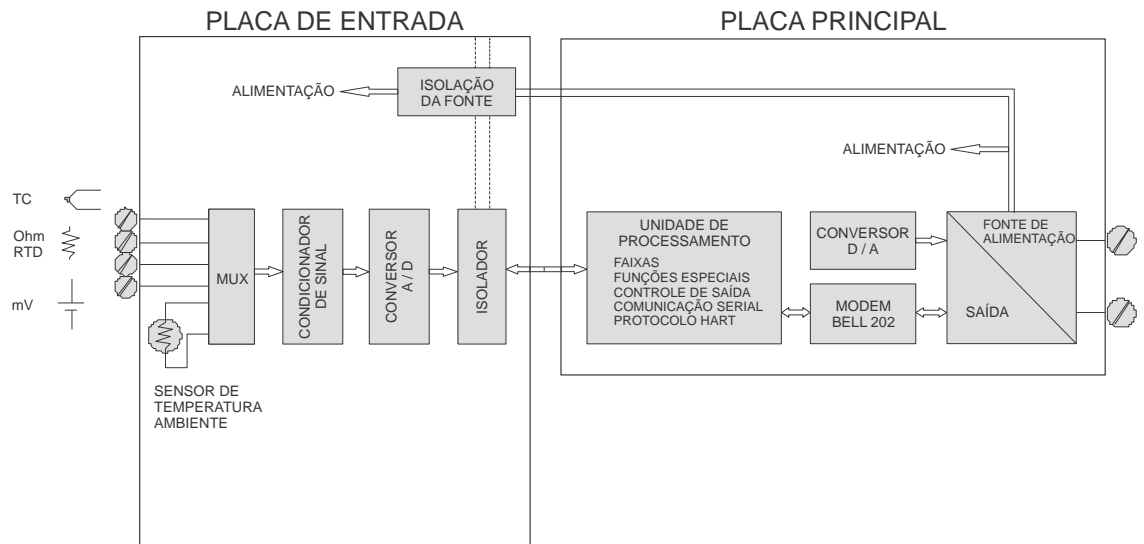 PLACA DE ENTRADA
PLACA PRINCIPAL
ALIMENTAÇÃO
ISOLAÇÃO
DA FONTE
ALIMENTAÇÃO
TC
Ohm
RTD
mV
MUX
CONDICIONADOR
DE SINAL
CONVERSOR
A / D
ISOLADOR
SENSOR DE
TEMPERATURA
AMBIENTE
UNIDADE DE
PROCESSAMENTO
FAIXAS
FUNÇÕES ESPECIAIS
CONTROLE DE SAÍDA
COMUNICAÇÃO SERIAL
PROTOCOLO HART
CONVERSOR
D / A
MODEM
BELL 202
FONTE DE
ALIMENTAÇÃO
SAÍDA